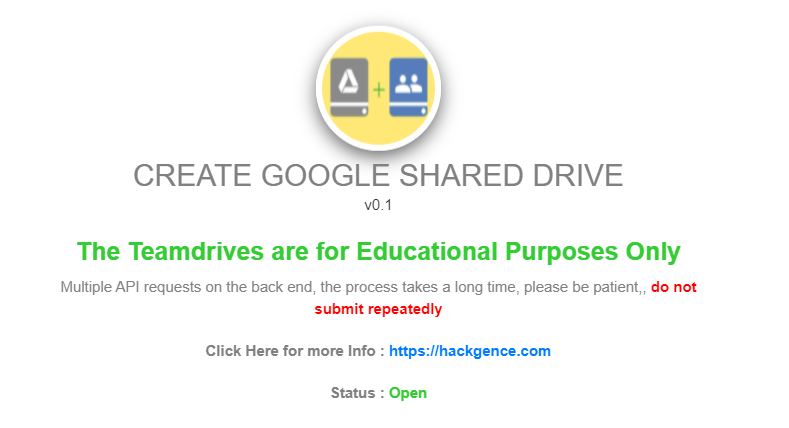 CREATE GOOGLE SHARED DRIVE
v0.1
The Teamdrives are for Educational Purposes Only
Multiple API requests on the back end, the process takes a long time, please be patient,, do not
submit repeatedly
Click Here for more Info : https://hackgence.com
Status : Open